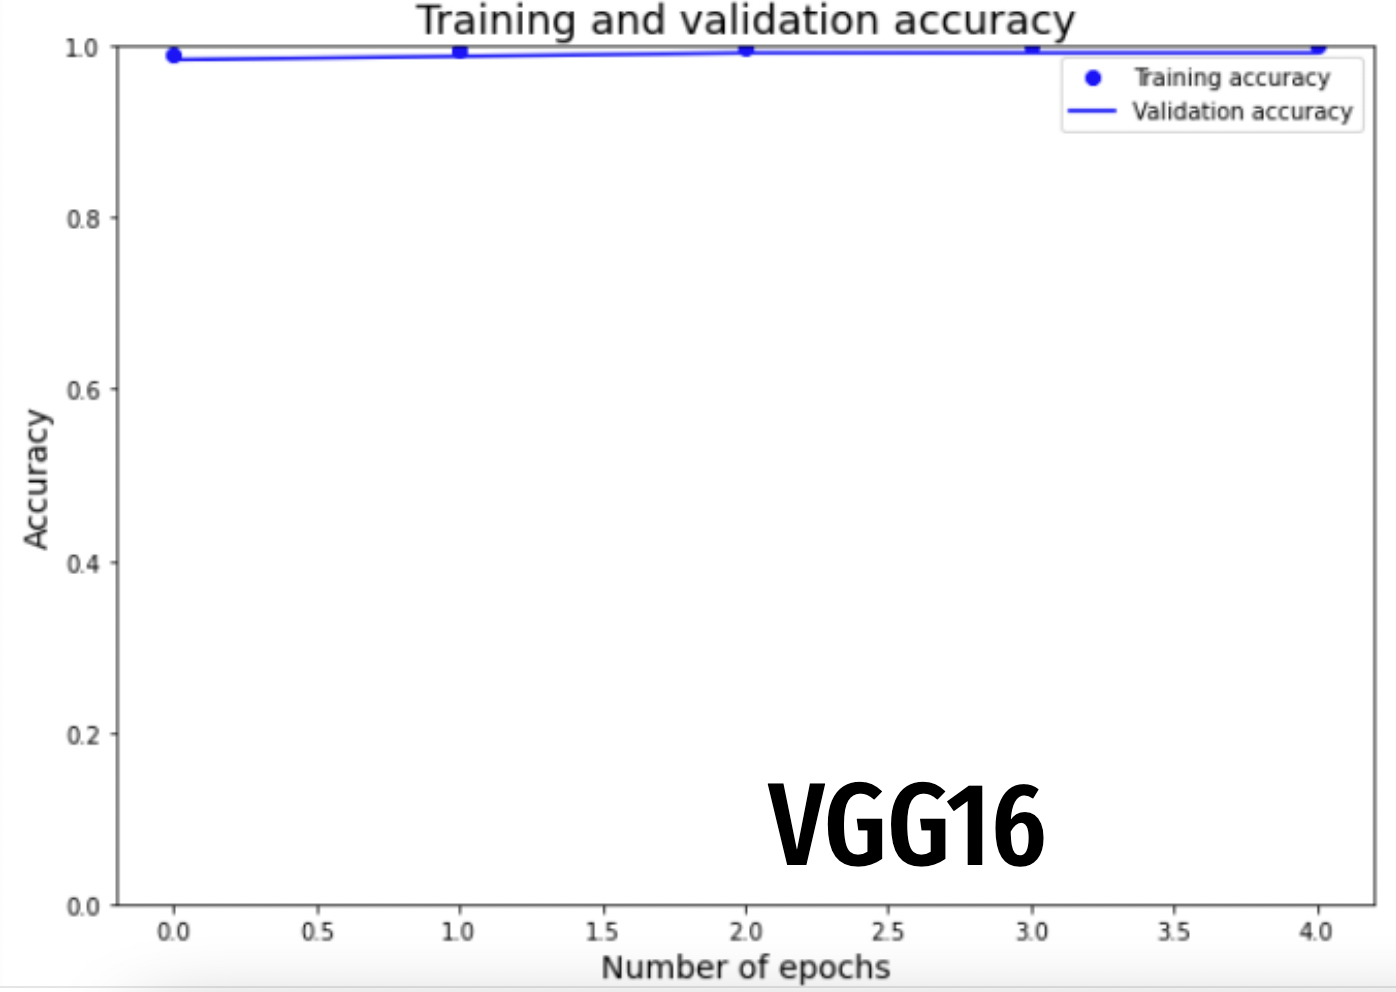 Training and validation accuracy
1.0
Training accuracy
Validation accuracy
0.8
0.6
Accuracy
0.4
0.2
VGG16
0.0
0.0 0.5 1.0 1.5 2.0 2.5 3.0 3.5 4.0
Number of epochs